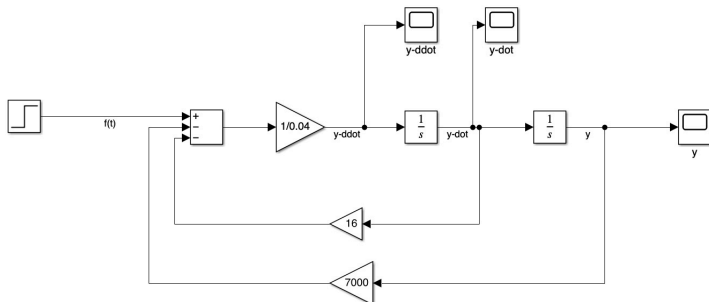 y-ddot
y-dot
f(t)
+
−
−
1/0.04
y-ddot
1
s
y-dot
1
s
y
y
16
7000